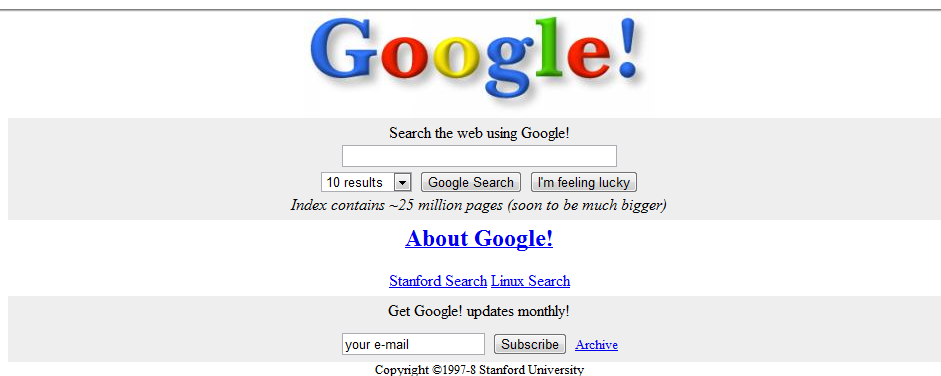 Google!
Search the web using Google!
10 results Google Search I'm feeling lucky
Index contains ~25 million pages (soon to be much bigger)
About Google!
Stanford Search Linux Search
Get Google! updates monthly!
your e-mail Subscribe Archive
Copyright ©1997-8 Stanford University